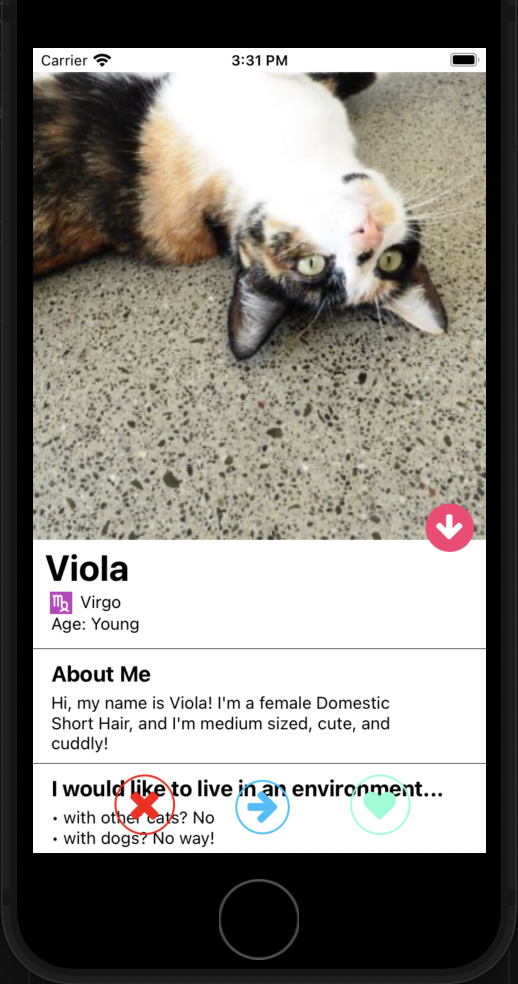 Carrier 3:31 PM
Viola
♍ Virgo
Age: Young
About Me
Hi, my name is Viola! I'm a female Domestic
Short Hair, and I'm medium sized, cute, and
cuddly!
I would like to live in an environment...
• with other cats? No
• with dogs? No way!